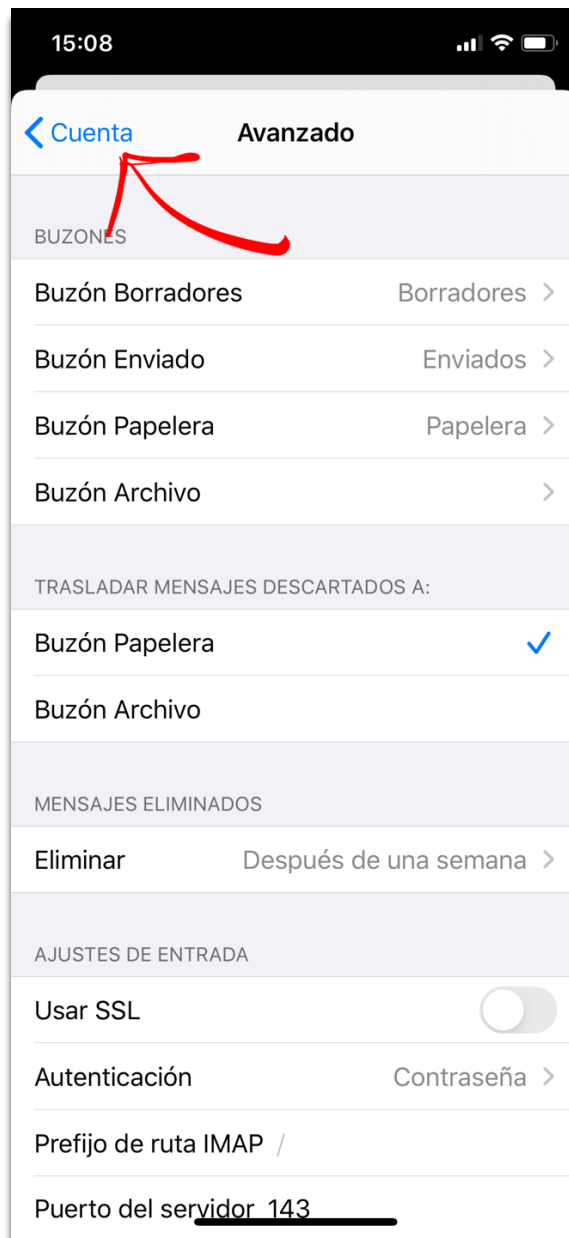 15:08
Cuenta Avanzado
BUZONES
Buzón Borradores Borradores
Buzón Enviado Enviados
Buzón Papelera Papelera
Buzón Archivo
TRASLADAR MENSAJES DESCARTADOS A:
Buzón Papelera
Buzón Archivo
MENSAJES ELIMINADOS
Eliminar Después de una semana
AJUSTES DE ENTRADA
Usar SSL
Autenticación Contraseña
Prefijo de ruta IMAP /
Puerto del servidor 143